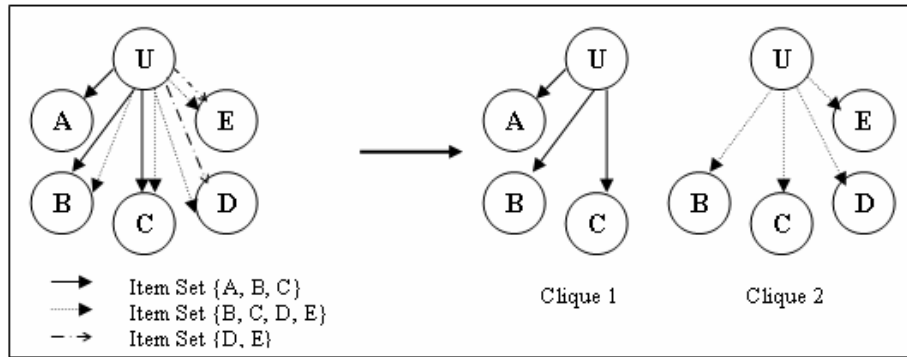 U
A
E
B
C
D
Item Set {A, B, C}
Item Set {B, C, D, E}
Item Set {D, E}
U
A
B
C
Clique 1
U
E
B
C
D
Clique 2